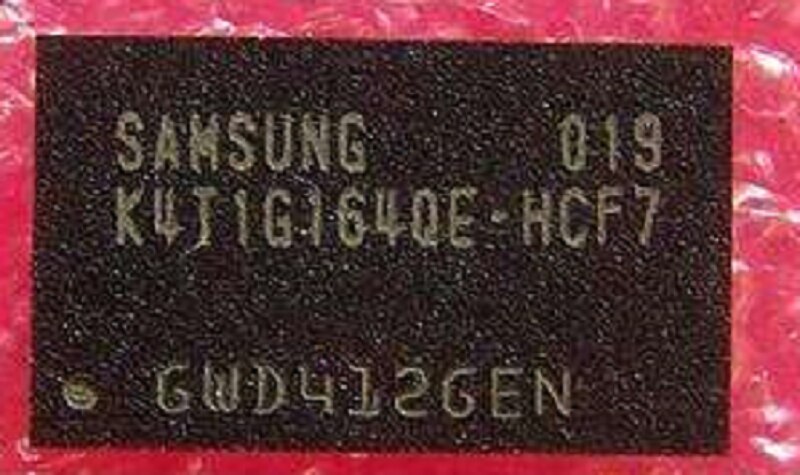 SAMSUNG 019
K4T1G164QE-HCF7
GWD412GEN